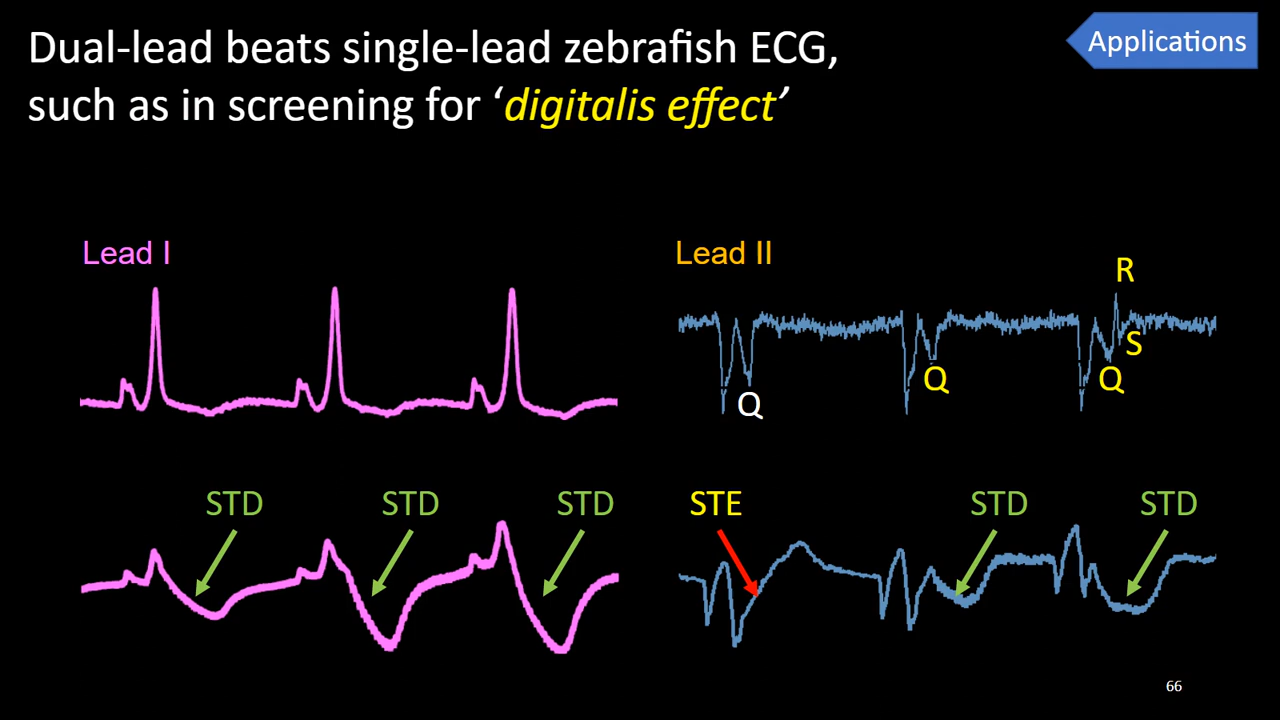 Dual-lead beats single-lead zebrafish ECG,
such as in screening for ‘digitalis effect’
Applications
Lead I
Lead II
R
S
Q
Q
Q
STD
STD
STD
STE
STD
STD
66